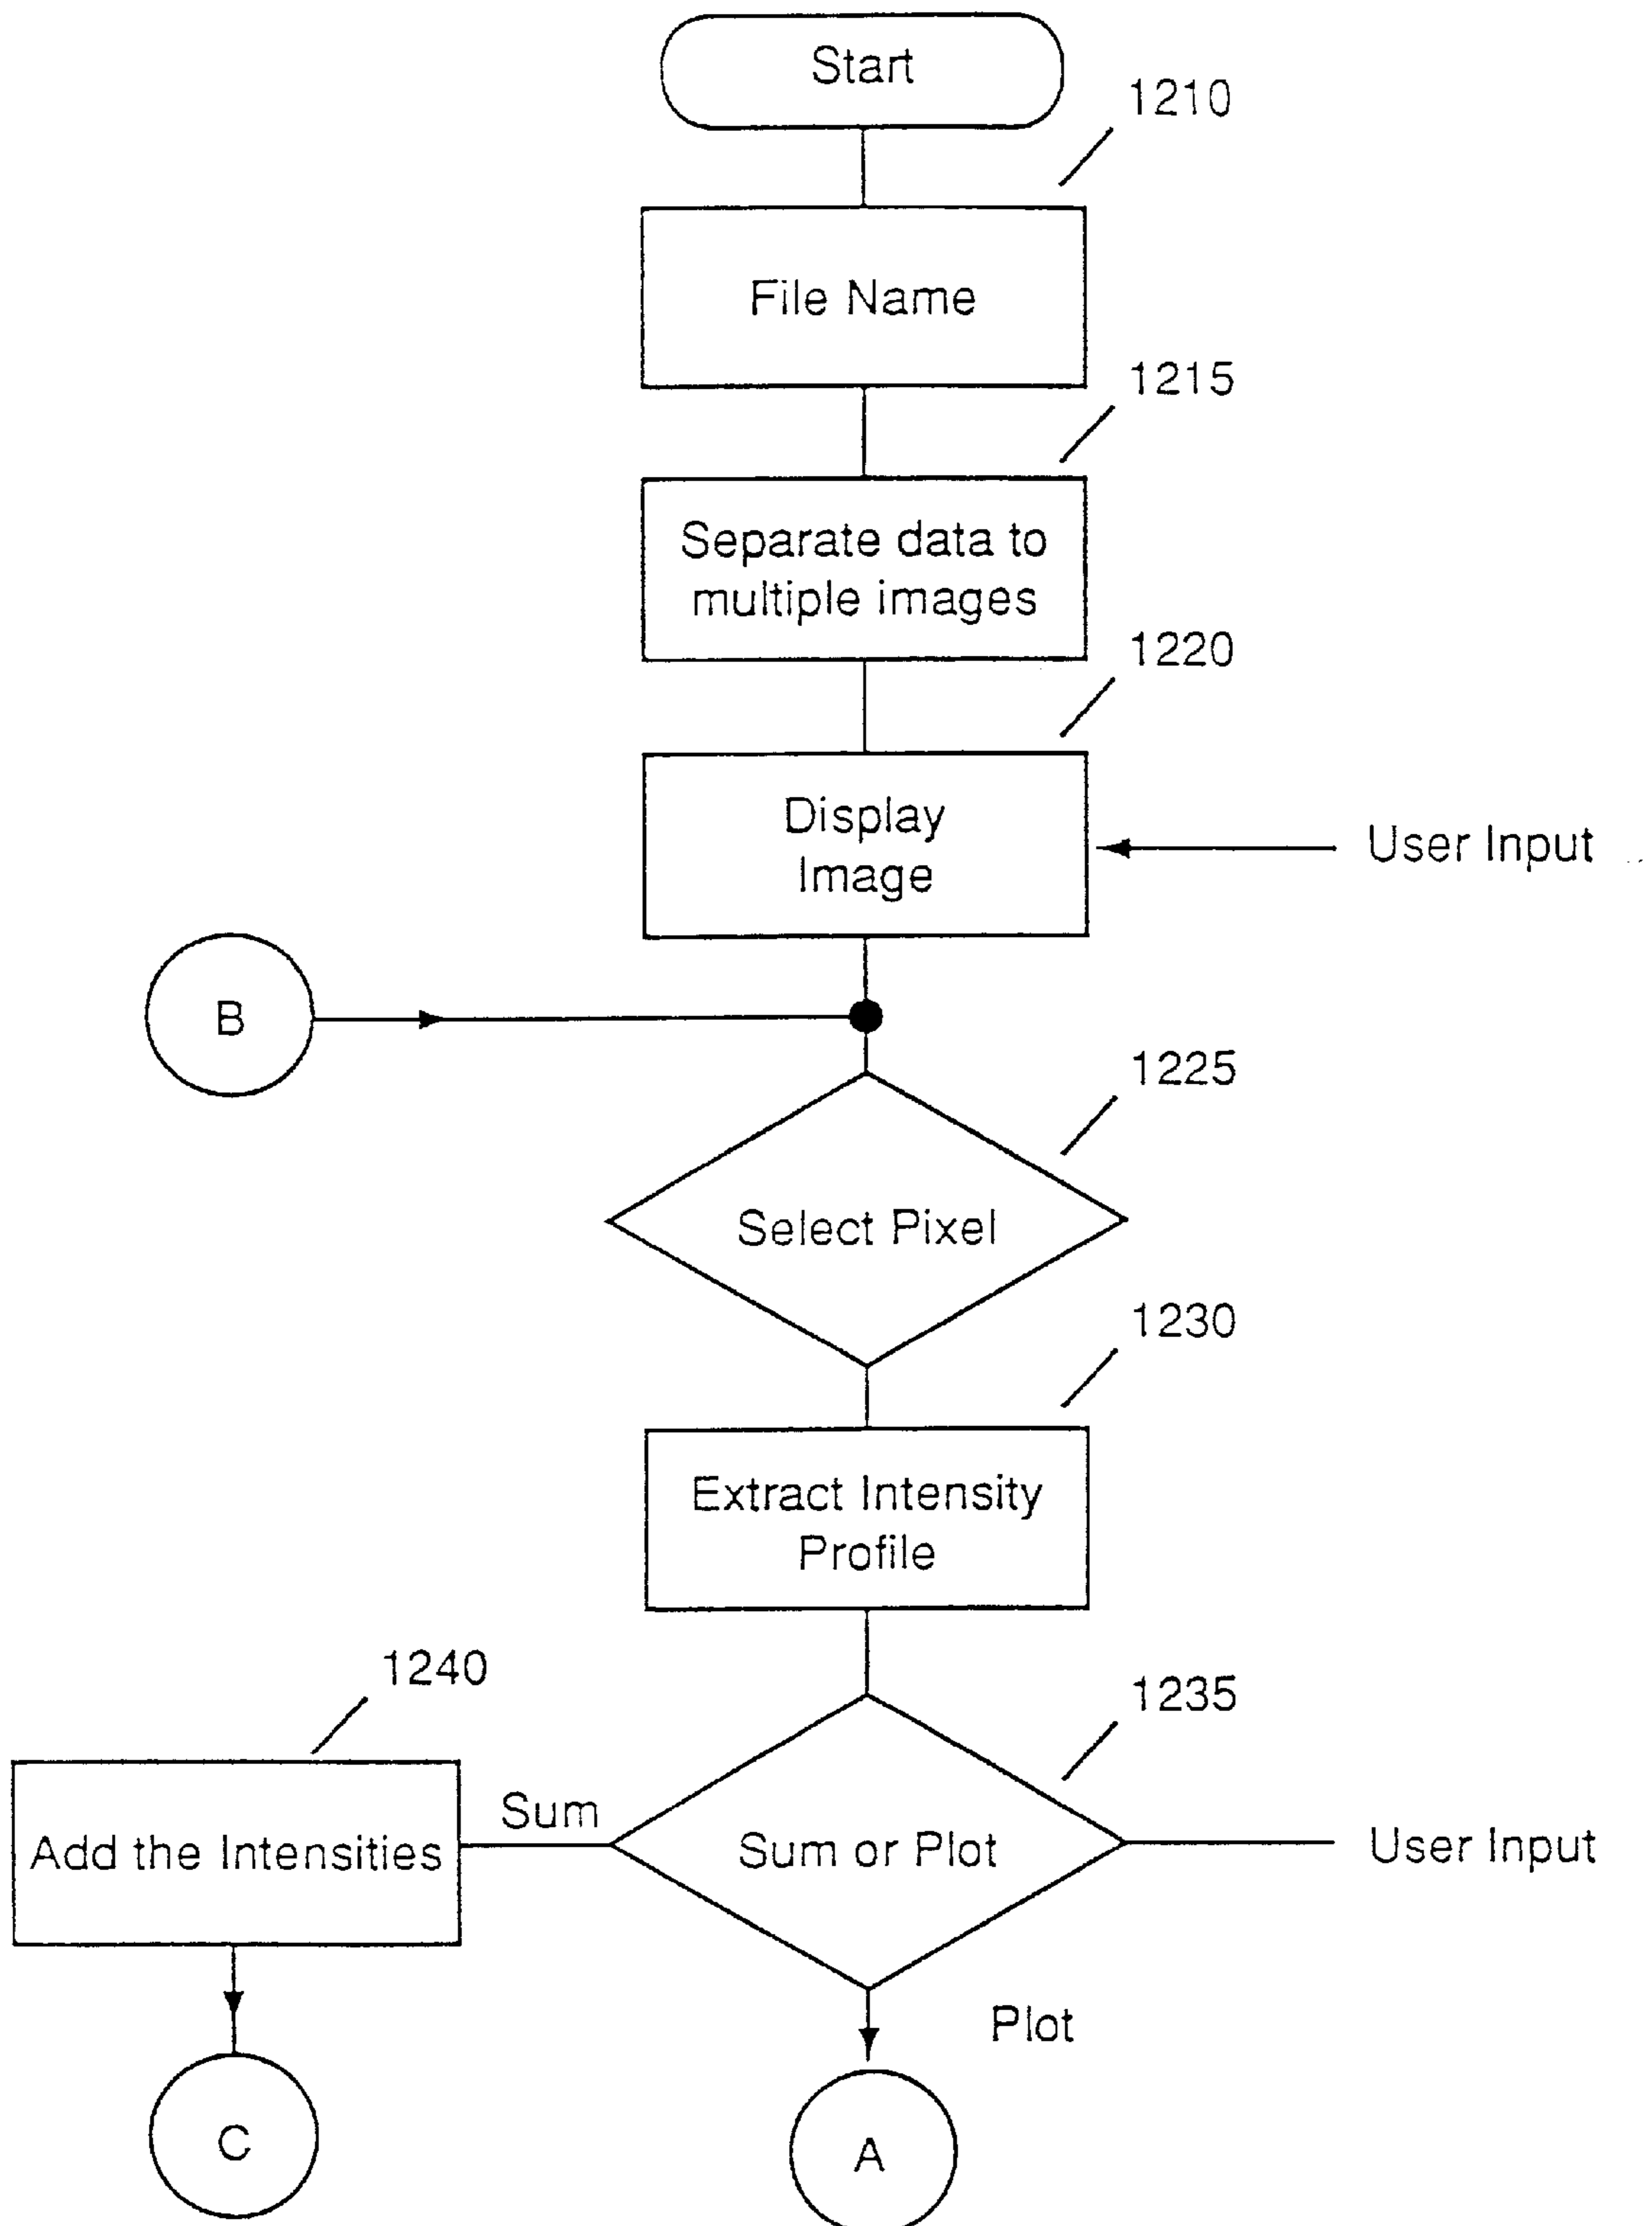 Start
1210
File Name
1215
Separate data to
multiple images
1220
Display
Image
User Input
B
1225
Select Pixel
1230
Extract Intensity
Profile
1240
1235
Sum
Add the Intensities
Sum or Plot
User Input
Plot
C
A